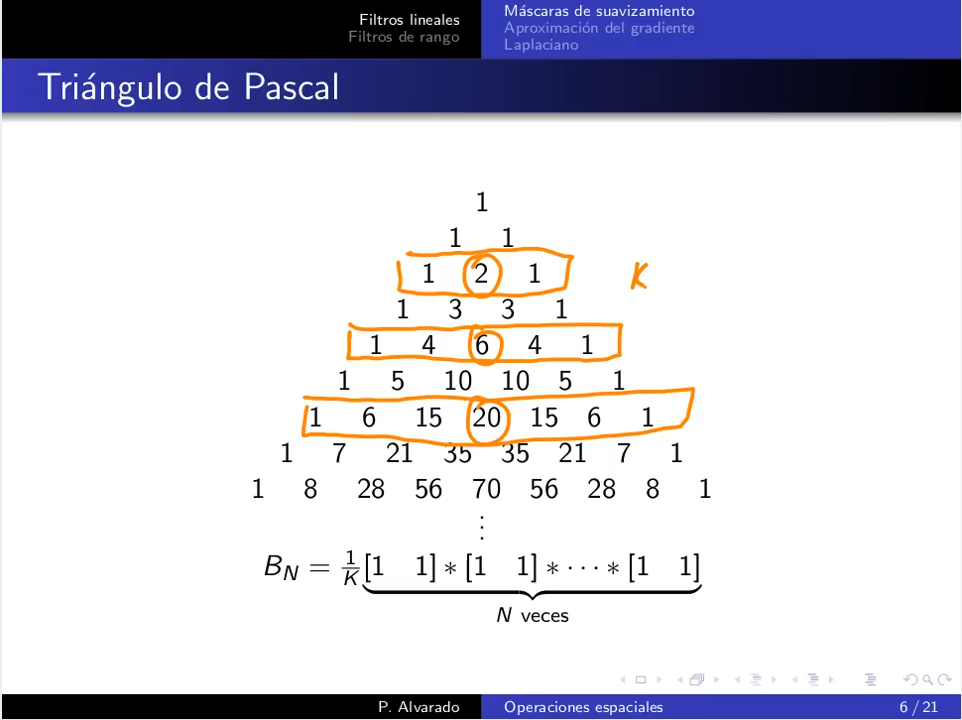 Filtros lineales
Filtros de rango
Máscaras de suavizamiento
Aproximación del gradiente
Laplaciano
Triángulo de Pascal
1
1 1
1 2 1 K
1 3 3 1
1 4 6 4 1
1 5 10 10 5 1
1 6 15 20 15 6 1
1 7 21 35 35 21 7 1
1 8 28 56 70 56 28 8 1
⋮
B_N = 1/K [1 1] * [1 1] * ⋯ * [1 1]
N veces
P. Alvarado Operaciones espaciales 6 / 21